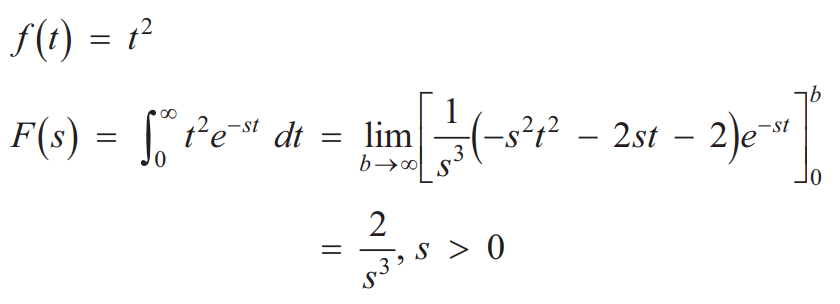 f(t) = t²
F(s) = ∫₀^∞ t²e^(−st) dt = lim_(b→∞) [1/s³ (−s²t² − 2st − 2)e^(−st)]₀^b
= 2/s³, s > 0